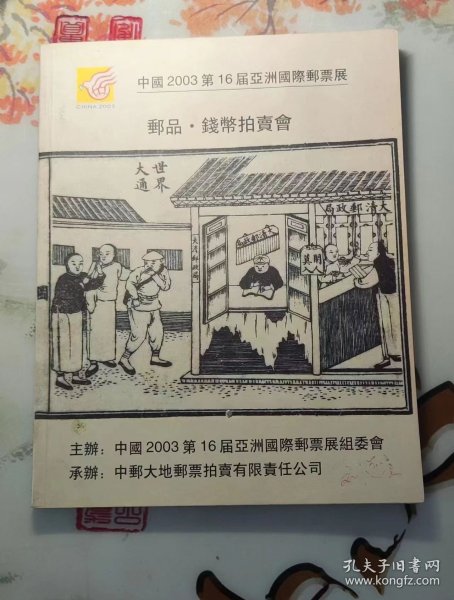 CHINA 2003
中國2003第16届亞洲國際郵票展
郵品·錢幣拍賣會
世界
大通
大清郵政局
主辦：中國2003第16届亞洲國際郵票展組委會
承辦：中郵大地郵票拍賣有限責任公司
孔夫子旧书网
www.kongfz.com